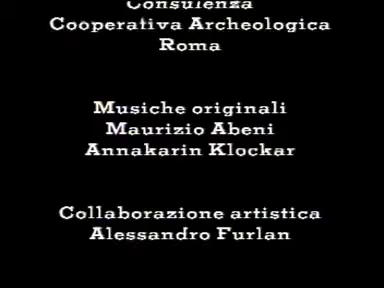 Consulenza
Cooperativa Archeologica
Roma
Musiche originali
Maurizio Abeni
Annakarin Klockar
Collaborazione artistica
Alessandro Furlan